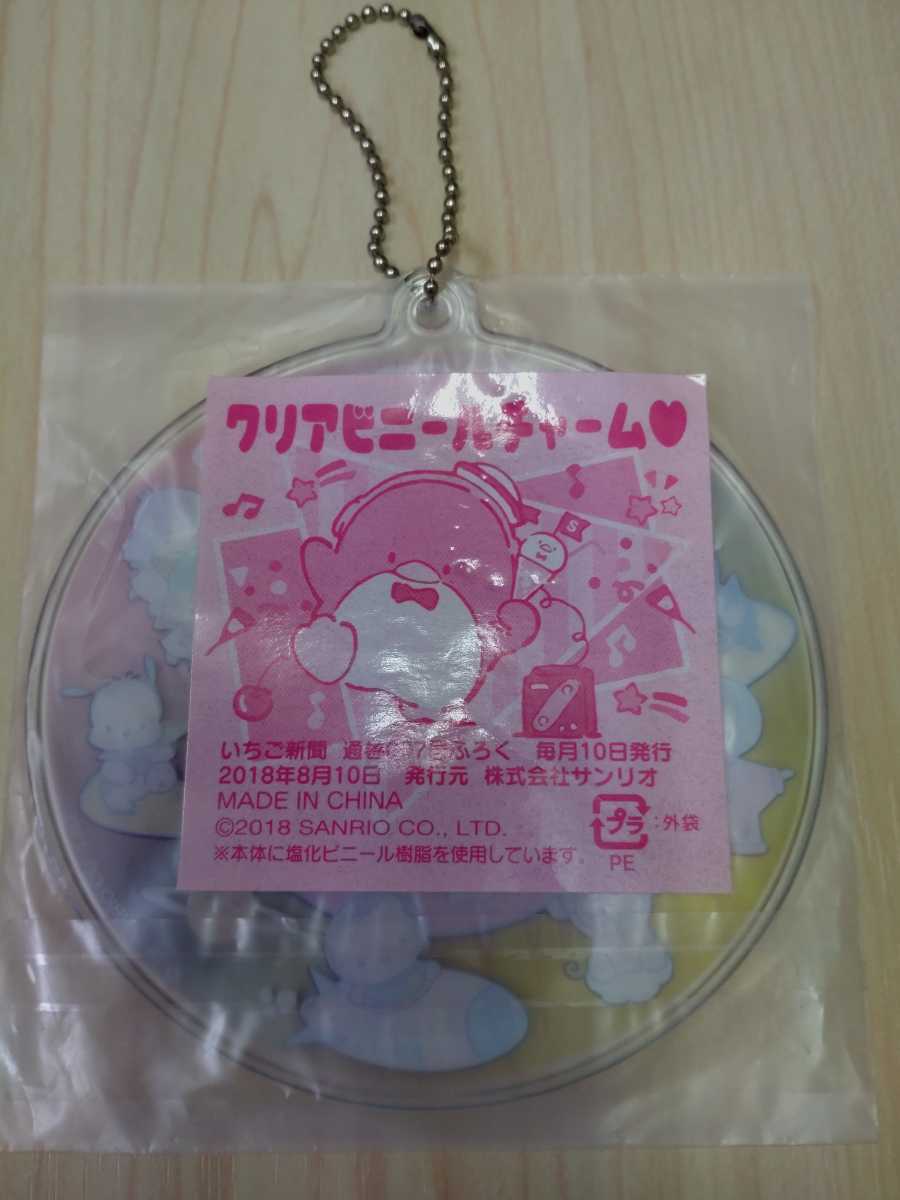 クリアビニールチャーム♥
S
いちご新聞 ふろく 毎月10日発行
2018年8月10日 発行元 株式会社サンリオ
MADE IN CHINA
©2018 SANRIO CO., LTD.
プラ :外袋
※本体に塩化ビニール樹脂を使用しています。
PE